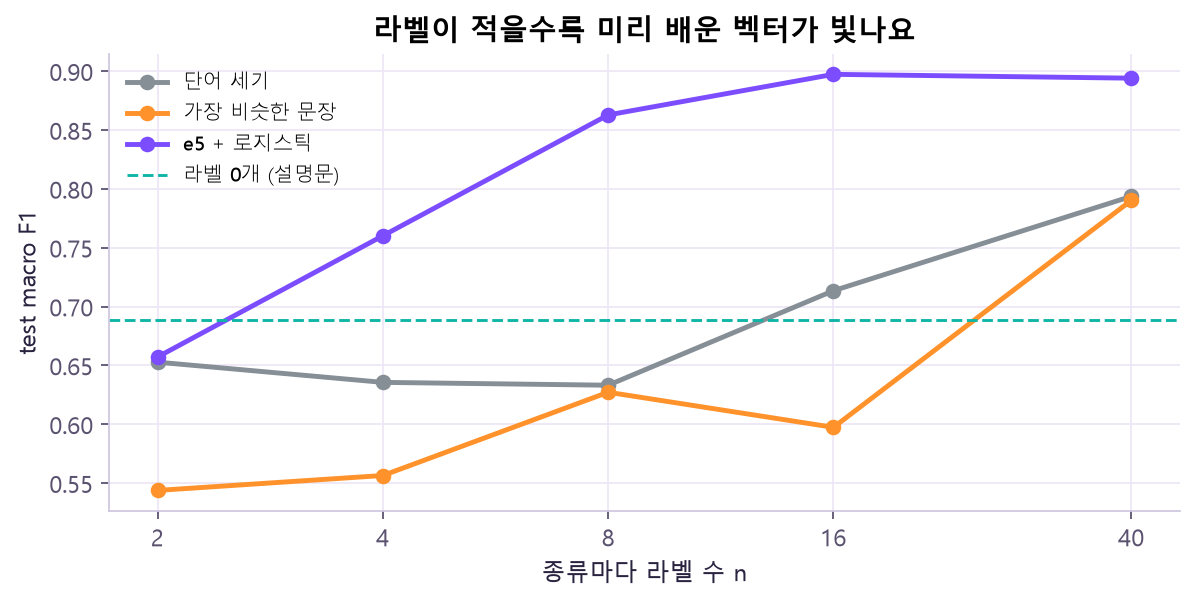 라벨이 적을수록 미리 배운 벡터가 빛나요
단어 세기
가장 비슷한 문장
e5 + 로지스틱
라벨 0개 (설명문)
test macro F1
0.90
0.85
0.80
0.75
0.70
0.65
0.60
0.55
2 4 8 16 40
종류마다 라벨 수 n